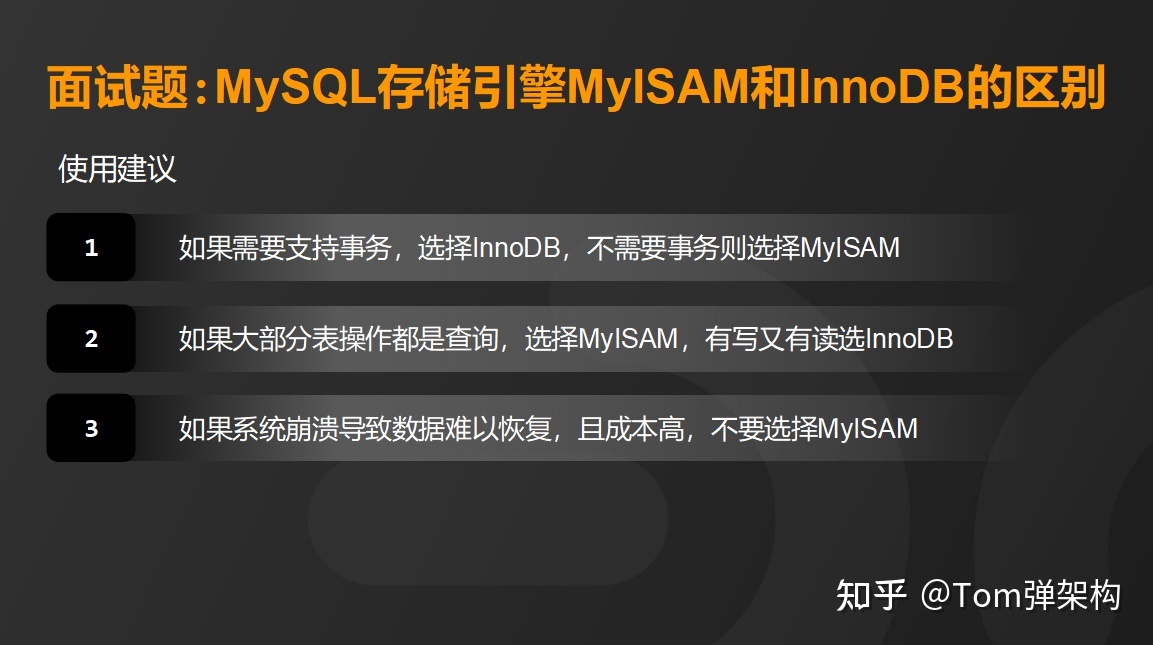 面试题:MySQL存储引擎MyISAM和InnoDB的区别
使用建议
1 如果需要支持事务，选择InnoDB，不需要事务则选择MyISAM
2 如果大部分表操作都是查询，选择MyISAM，有写又有读选InnoDB
3 如果系统崩溃导致数据难以恢复，且成本高，不要选择MyISAM
知乎 @Tom弹架构